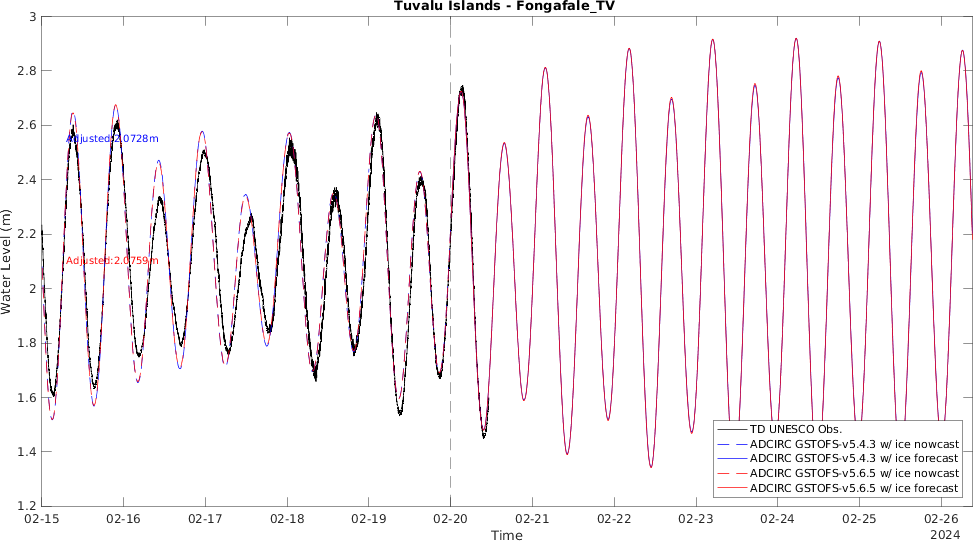 Tuvalu Islands - Fongafale_TV
Water Level (m)
3
2.8
2.6
2.4
2.2
2
1.8
1.6
1.4
1.2
Adjusted:2.0728m
Adjusted:2.0759m
TD UNESCO Obs.
ADCIRC GSTOFS-v5.4.3 w/ ice nowcast
ADCIRC GSTOFS-v5.4.3 w/ ice forecast
ADCIRC GSTOFS-v5.6.5 w/ ice nowcast
ADCIRC GSTOFS-v5.6.5 w/ ice forecast
02-15 02-16 02-17 02-18 02-19 02-20 02-21 02-22 02-23 02-24 02-25 02-26
Time
2024